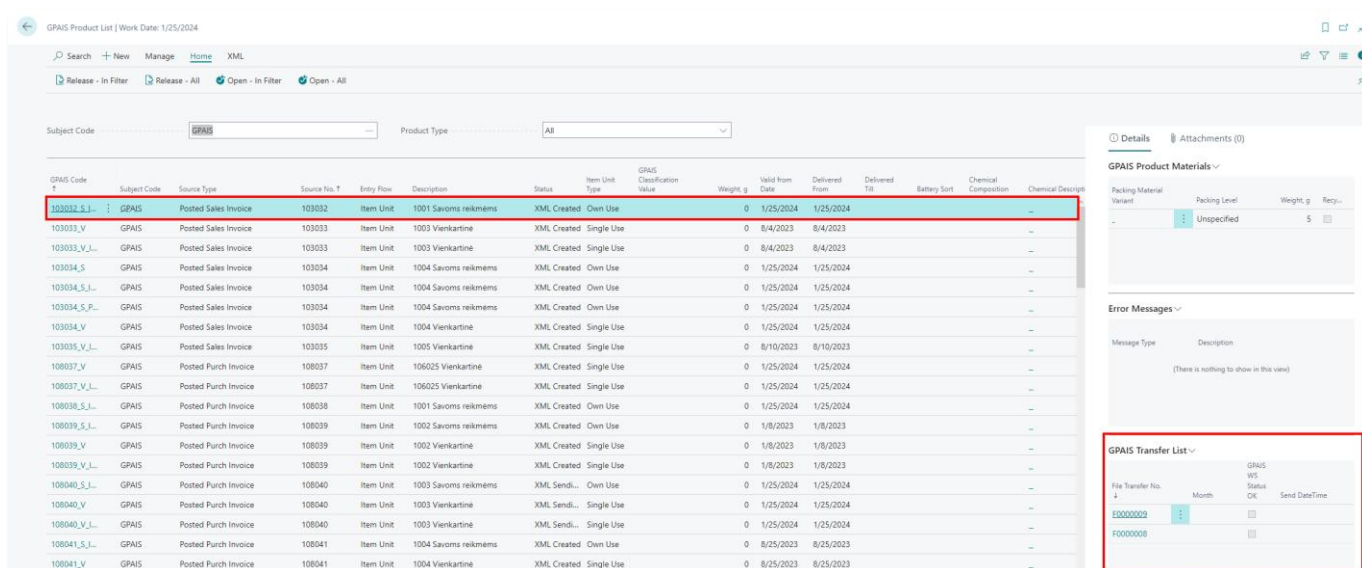 GPAIS Product List | Work Date: 1/25/2024
Search + New Manage Home XML
Release - In Filter Release - All Open - In Filter Open - All
Subject Code GPAIS Product Type All
GPAIS Code ↑ Subject Code Source Type Source No. ↑ Entry Flow Description Status Item Unit Type GPAIS Classification Value Weight, g Valid from Date Delivered From Delivered Till Battery Sort Chemical Composition Chemical Descripti
103032_S_I... GPAIS Posted Sales Invoice 103032 Item Unit 1001 Savoms reikmėms XML Created Own Use 0 1/25/2024 1/25/2024 _
103033_V GPAIS Posted Sales Invoice 103033 Item Unit 1003 Vienkartinė XML Created Single Use 0 8/4/2023 8/4/2023 _
103033_V_I... GPAIS Posted Sales Invoice 103033 Item Unit 1003 Vienkartinė XML Created Single Use 0 8/4/2023 8/4/2023 _
103034_S GPAIS Posted Sales Invoice 103034 Item Unit 1004 Savoms reikmėms XML Created Own Use 0 1/25/2024 1/25/2024 _
103034_S_I... GPAIS Posted Sales Invoice 103034 Item Unit 1004 Savoms reikmėms XML Created Own Use 0 1/25/2024 1/25/2024 _
103034_S_P... GPAIS Posted Sales Invoice 103034 Item Unit 1004 Savoms reikmėms XML Created Own Use 0 1/25/2024 1/25/2024 _
103034_V GPAIS Posted Sales Invoice 103034 Item Unit 1004 Vienkartinė XML Created Single Use 0 1/25/2024 1/25/2024 _
103035_V_I... GPAIS Posted Sales Invoice 103035 Item Unit 1005 Vienkartinė XML Created Single Use 0 8/10/2023 8/10/2023 _
108037_V GPAIS Posted Purch Invoice 108037 Item Unit 106025 Vienkartinė XML Created Single Use 0 1/25/2024 1/25/2024 _
108037_V_I... GPAIS Posted Purch Invoice 108037 Item Unit 106025 Vienkartinė XML Created Single Use 0 1/25/2024 1/25/2024 _
108038_S_I... GPAIS Posted Purch Invoice 108038 Item Unit 1001 Savoms reikmėms XML Created Own Use 0 1/25/2024 1/25/2024 _
108039_S_I... GPAIS Posted Purch Invoice 108039 Item Unit 1002 Savoms reikmėms XML Created Own Use 0 1/8/2023 1/8/2023 _
108039_V GPAIS Posted Purch Invoice 108039 Item Unit 1002 Vienkartinė XML Created Single Use 0 1/8/2023 1/8/2023 _
108039_V_I... GPAIS Posted Purch Invoice 108039 Item Unit 1002 Vienkartinė XML Created Single Use 0 1/8/2023 1/8/2023 _
108040_S_I... GPAIS Posted Purch Invoice 108040 Item Unit 1003 Savoms reikmėms XML Sendi... Own Use 0 1/25/2024 1/25/2024 _
108040_V GPAIS Posted Purch Invoice 108040 Item Unit 1003 Vienkartinė XML Sendi... Single Use 0 1/25/2024 1/25/2024 _
108040_V_I... GPAIS Posted Purch Invoice 108040 Item Unit 1003 Vienkartinė XML Sendi... Single Use 0 1/25/2024 1/25/2024 _
108041_S_I... GPAIS Posted Purch Invoice 108041 Item Unit 1004 Savoms reikmėms XML Created Own Use 0 8/25/2023 8/25/2023 _
108041_V GPAIS Posted Purch Invoice 108041 Item Unit 1004 Vienkartinė XML Created Single Use 0 8/25/2023 8/25/2023 _
Details Attachments (0)
GPAIS Product Materials
Packing Material Variant Packing Level Weight, g Recy...
_ Unspecified 5
Error Messages
Message Type Description
(There is nothing to show in this view)
GPAIS Transfer List
File Transfer No. ↓ Month GPAIS WS Status OK Send DateTime
F0000009
F0000008